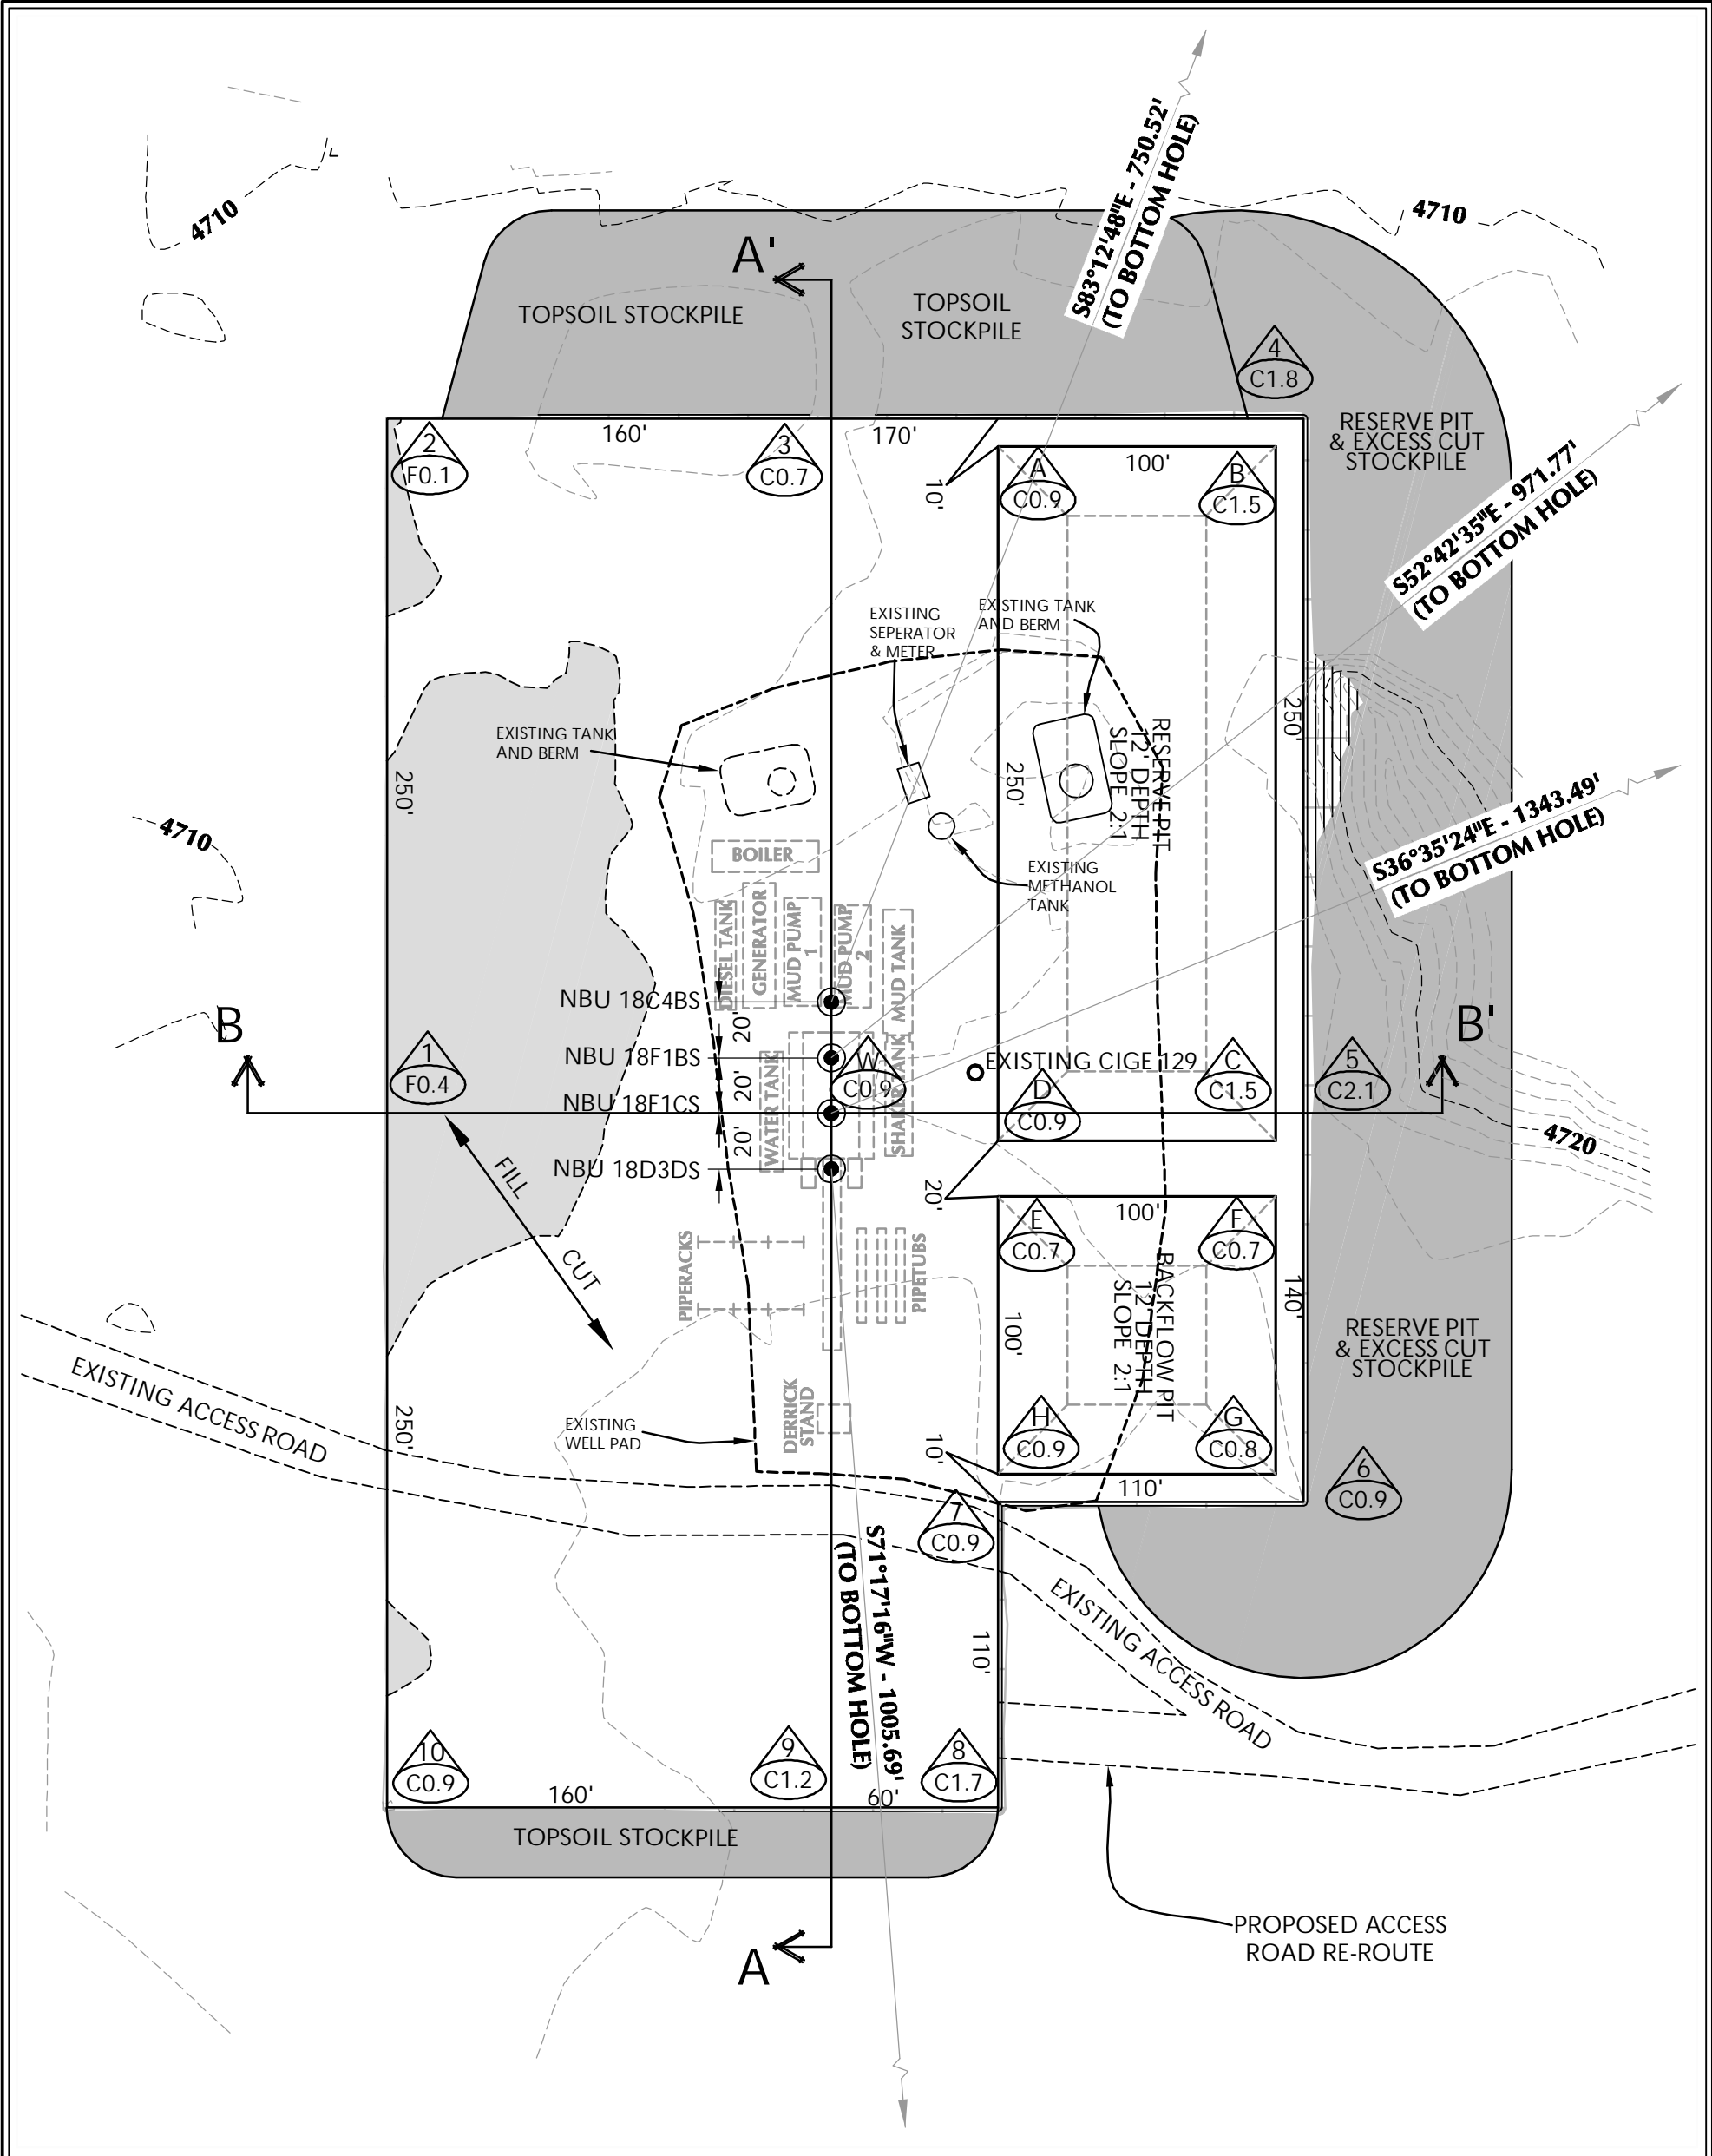 S83°12'48"E - 750.52'
(TO BOTTOM HOLE)
4710
4710
A'
TOPSOIL STOCKPILE
TOPSOIL
STOCKPILE
4
C1.8
RESERVE PIT
& EXCESS CUT
STOCKPILE
160'
170'
2
F0.1
3
C0.7
10'
A
C0.9
100'
B
C1.5
S52°42'35"E - 971.77'
(TO BOTTOM HOLE)
EXISTING
SEPERATOR
& METER
EXISTING TANK
AND BERM
EXISTING TANK
AND BERM
250'
250'
250'
RESERVE PIT
12' DEPTH
SLOPE 2:1
S36°35'24"E - 1343.49'
(TO BOTTOM HOLE)
4710
BOILER
EXISTING
METHANOL
TANK
DIESEL TANK
GENERATOR
MUD PUMP
1
MUD PUMP
2
MUD TANK
NBU 18C4BS
20'
B
B'
1
F0.4
NBU 18F1BS
W
C0.9
EXISTING CIGE 129
C
C1.5
5
C2.1
20'
NBU 18F1CS
D
C0.9
WATER TANK
SHAKER TANK
20'
4720
NBU 18D3DS
FILL
CUT
20'
E
C0.7
100'
F
C0.7
PIPERACKS
PIPETUBS
BACKFLOW PIT
12' DEPTH
SLOPE 2:1
100'
140'
RESERVE PIT
& EXCESS CUT
STOCKPILE
EXISTING ACCESS ROAD
250'
EXISTING
WELL PAD
DERRICK
STAND
H
C0.9
G
C0.8
10'
110'
6
C0.9
7
C0.9
S71°17'16"W - 1005.69'
(TO BOTTOM HOLE)
EXISTING ACCESS ROAD
110'
10
C0.9
9
C1.2
8
C1.7
160'
60'
TOPSOIL STOCKPILE
PROPOSED ACCESS
ROAD RE-ROUTE
A